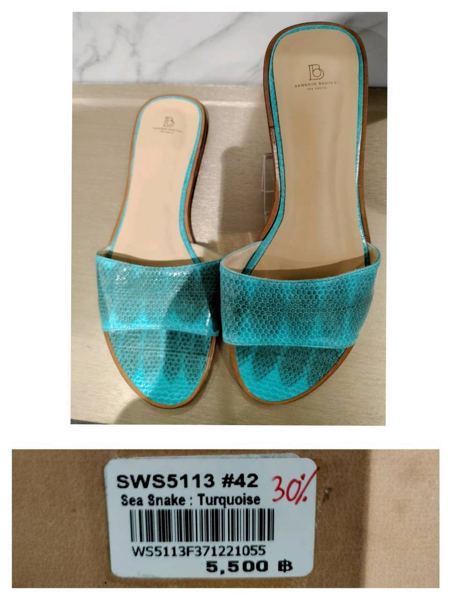 B
B
SWS5113 #42
Sea Snake : Turquoise 30%
WS5113F371221055
5,500 ฿